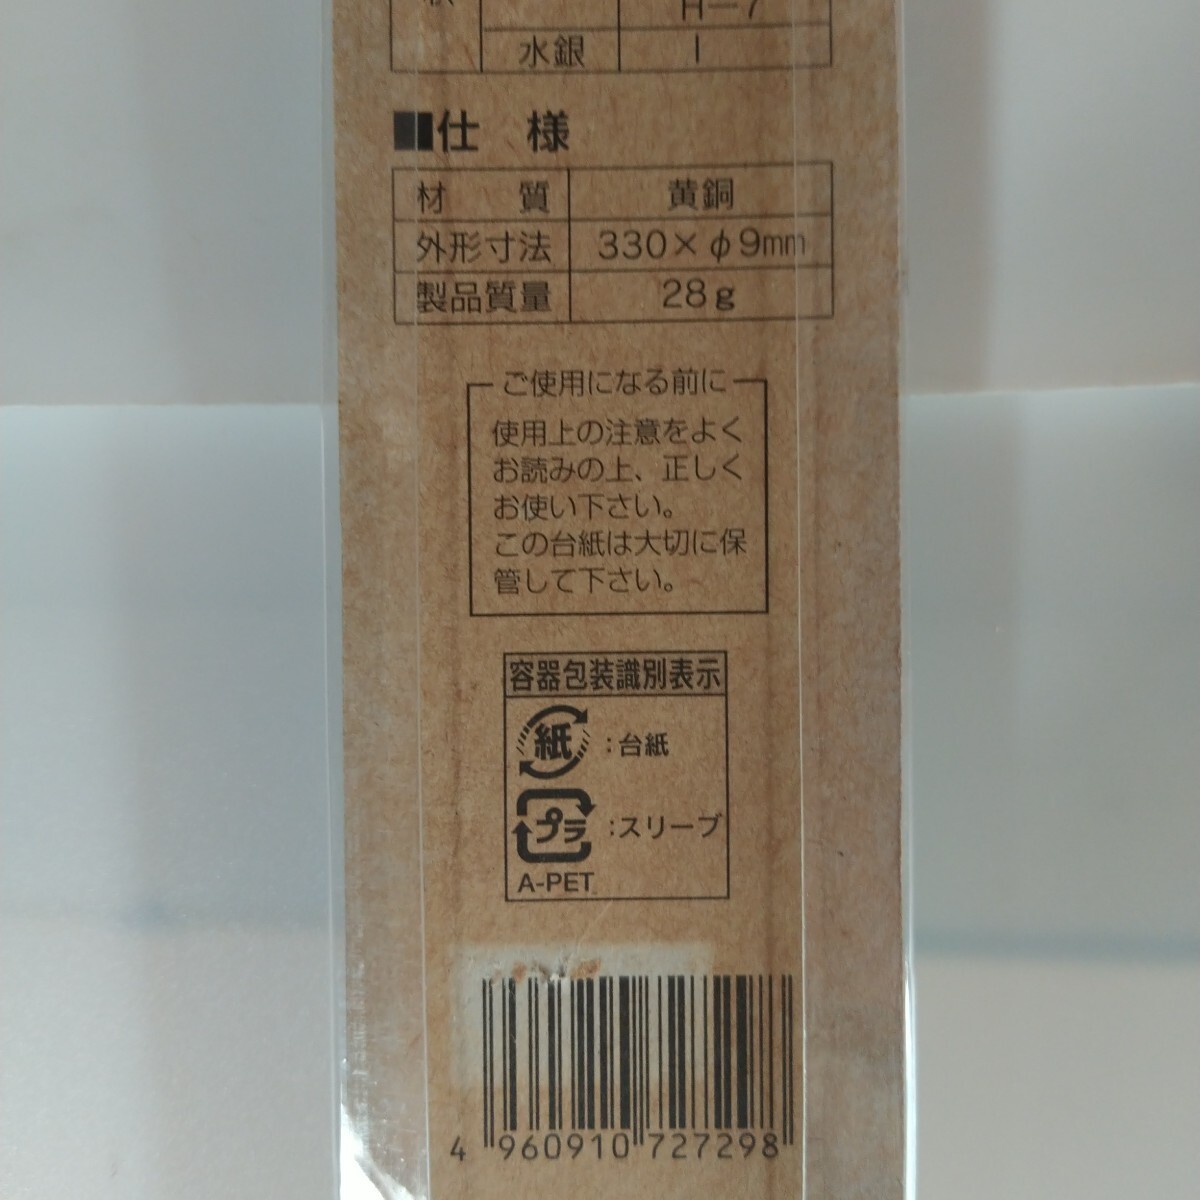 H－7
水銀 I
■仕 様
材 質 黄銅
外形寸法 330×φ9mm
製品質量 28g
ご使用になる前に
使用上の注意をよく
お読みの上、正しく
お使い下さい。
この台紙は大切に保
管して下さい。
容器包装識別表示
紙 :台紙
プラ :スリーブ
A-PET
4 960910 727298